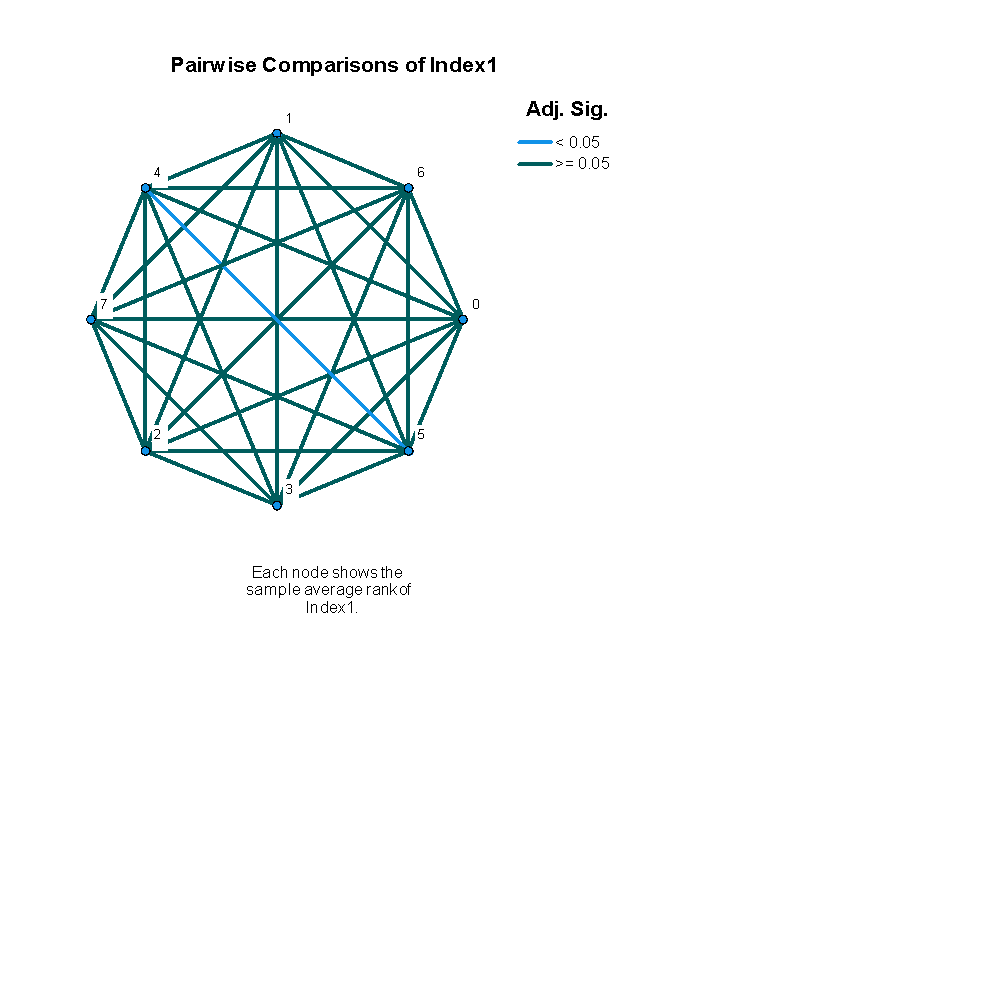 Pairwise Comparisons of Index1
Adj. Sig.
< 0.05
>= 0.05
1
4
6
7
0
2
5
3
Each node shows the
sample average rank of
Index1.